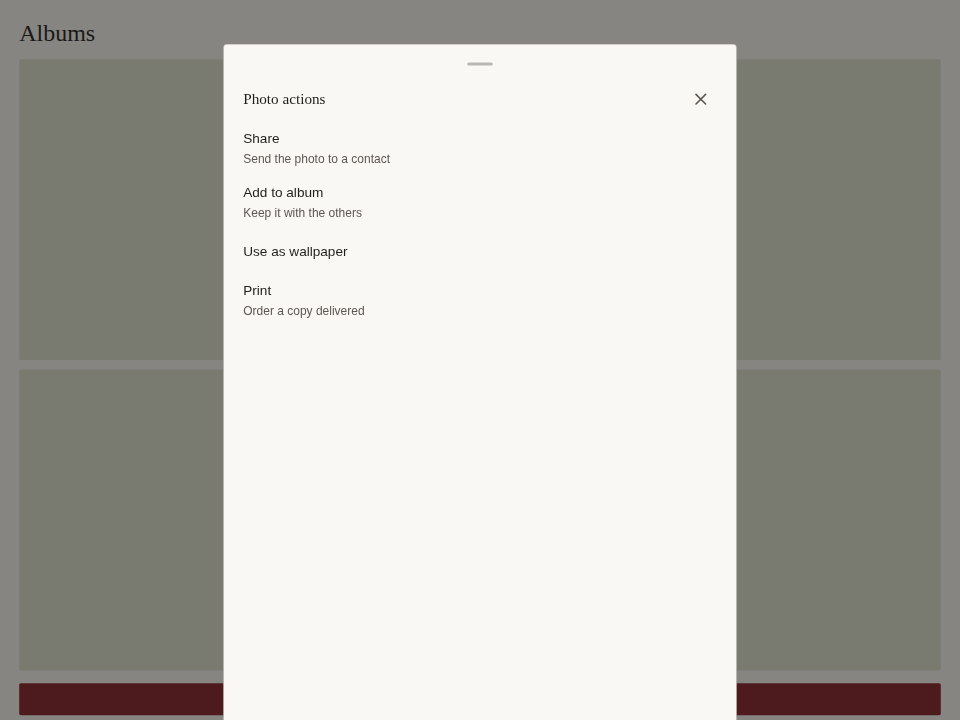 Albums
Photo actions
Share
Send the photo to a contact
Add to album
Keep it with the others
Use as wallpaper
Print
Order a copy delivered